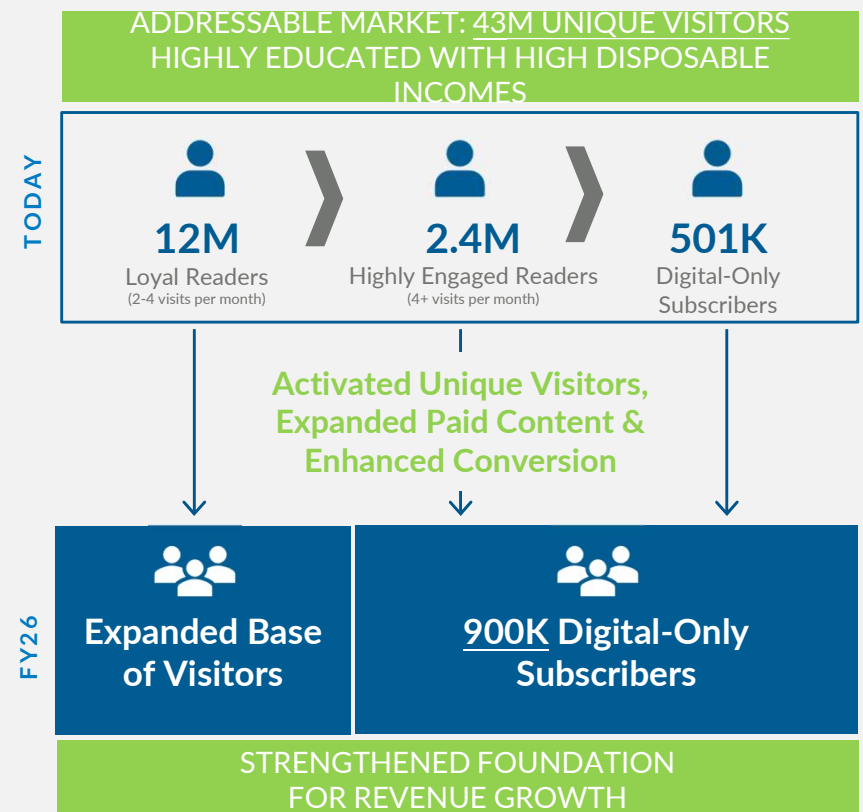 ADDRESSABLE MARKET: 43M UNIQUE VISITORS
HIGHLY EDUCATED WITH HIGH DISPOSABLE
INCOMES
TODAY
12M
Loyal Readers
(2-4 visits per month)
2.4M
Highly Engaged Readers
(4+ visits per month)
501K
Digital-Only
Subscribers
Activated Unique Visitors,
Expanded Paid Content &
Enhanced Conversion
FY26
Expanded Base
of Visitors
900K Digital-Only
Subscribers
STRENGTHENED FOUNDATION
FOR REVENUE GROWTH